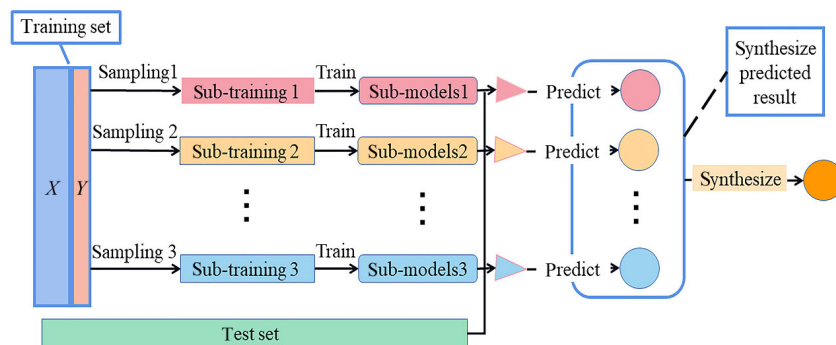 Training set
Synthesize
predicted
result
Sampling1
Sub-training 1
Train
Sub-models1
Predict
Sampling 2
Sub-training 2
Train
Sub-models2
Predict
X
Y
Synthesize
Sampling 3
Sub-training 3
Train
Sub-models3
Predict
Test set